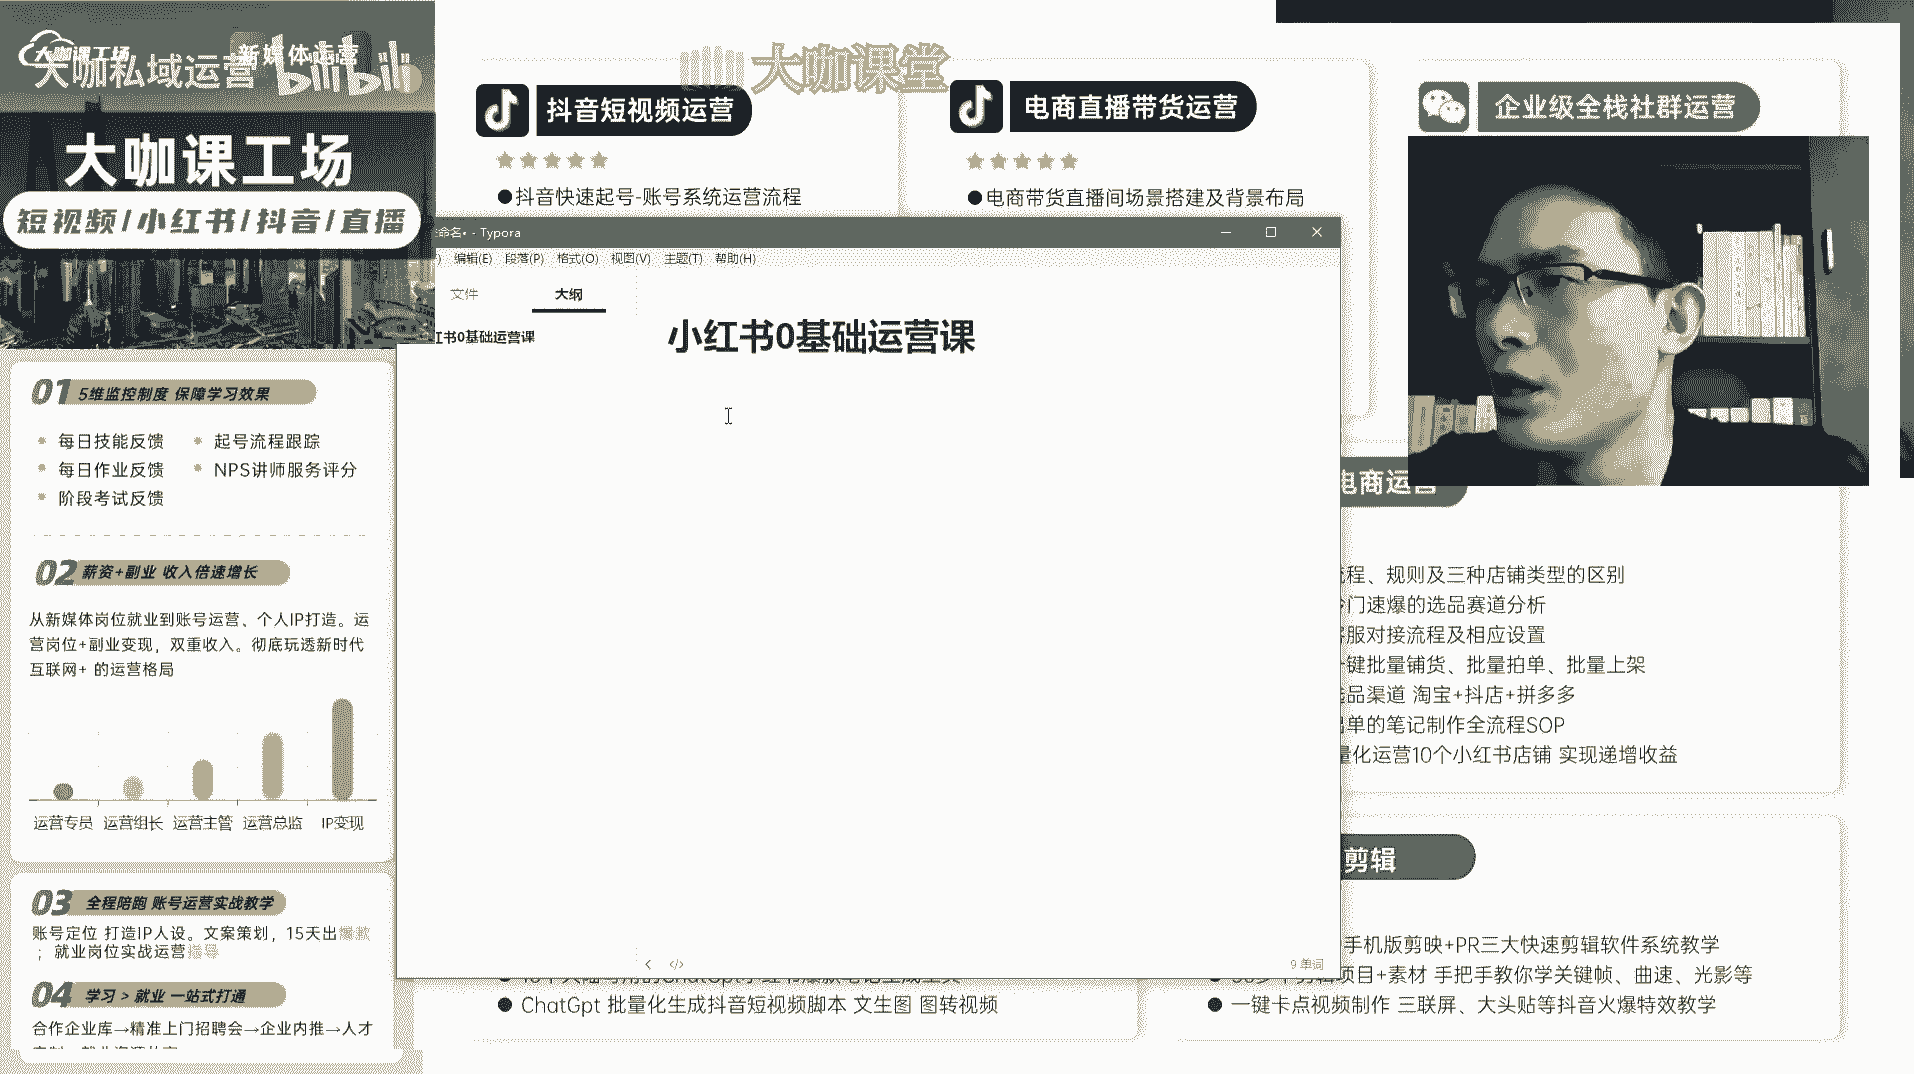 大咖课工场
新媒体运营
大咖私域运营 bilibili
大咖课工场
短视频/小红书/抖音/直播
01 5维监控制度 保障学习效果
每日技能反馈 起号流程跟踪
每日作业反馈 NPS讲师服务评分
阶段考试反馈
02 薪资+副业 收入倍速增长
从新媒体岗位就业到账号运营、个人IP打造。运
营岗位+副业变现，双重收入。彻底玩透新时代
互联网+ 的运营格局
运营专员 运营组长 运营主管 运营总监 IP变现
03 全程陪跑 账号运营实战教学
账号定位 打造IP人设。文案策划，15天出爆款
；就业岗位实战运营指导
04 学习 > 就业 一站式打通
合作企业库→精准上门招聘会→企业内推→人才
大咖课堂
抖音短视频运营
●抖音快速起号-账号系统运营流程
电商直播带货运营
●电商带货直播间场景搭建及背景布局
企业级全栈社群运营
命名• - Typora
编辑(E) 段落(P) 格式(O) 视图(V) 主题(T) 帮助(H)
文件 大纲
红书0基础运营课
小红书0基础运营课
9 单词
电商运营
流程、规则及三种店铺类型的区别
冷门速爆的选品赛道分析
客服对接流程及相应设置
一键批量铺货、批量拍单、批量上架
选品渠道 淘宝+抖店+拼多多
出单的笔记制作全流程SOP
量化运营10个小红书店铺 实现递增收益
剪辑
手机版剪映+PR三大快速剪辑软件系统教学
项目+素材 手把手教你学关键帧、曲速、光影等
● 一键卡点视频制作 三联屏、大头贴等抖音火爆特效教学
● ChatGpt 批量化生成抖音短视频脚本 文生图 图转视频